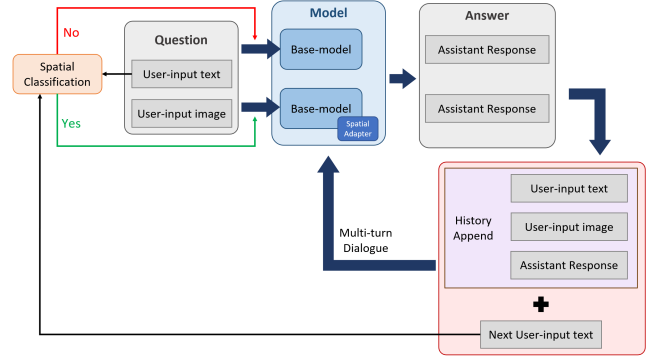 No
Spatial
Classification
Yes
Question
User-input text
User-input image
Model
Base-model
Base-model
Spatial
Adapter
Answer
Assistant Response
Assistant Response
Multi-turn
Dialogue
History
Append
User-input text
User-input image
Assistant Response
+
Next User-input text